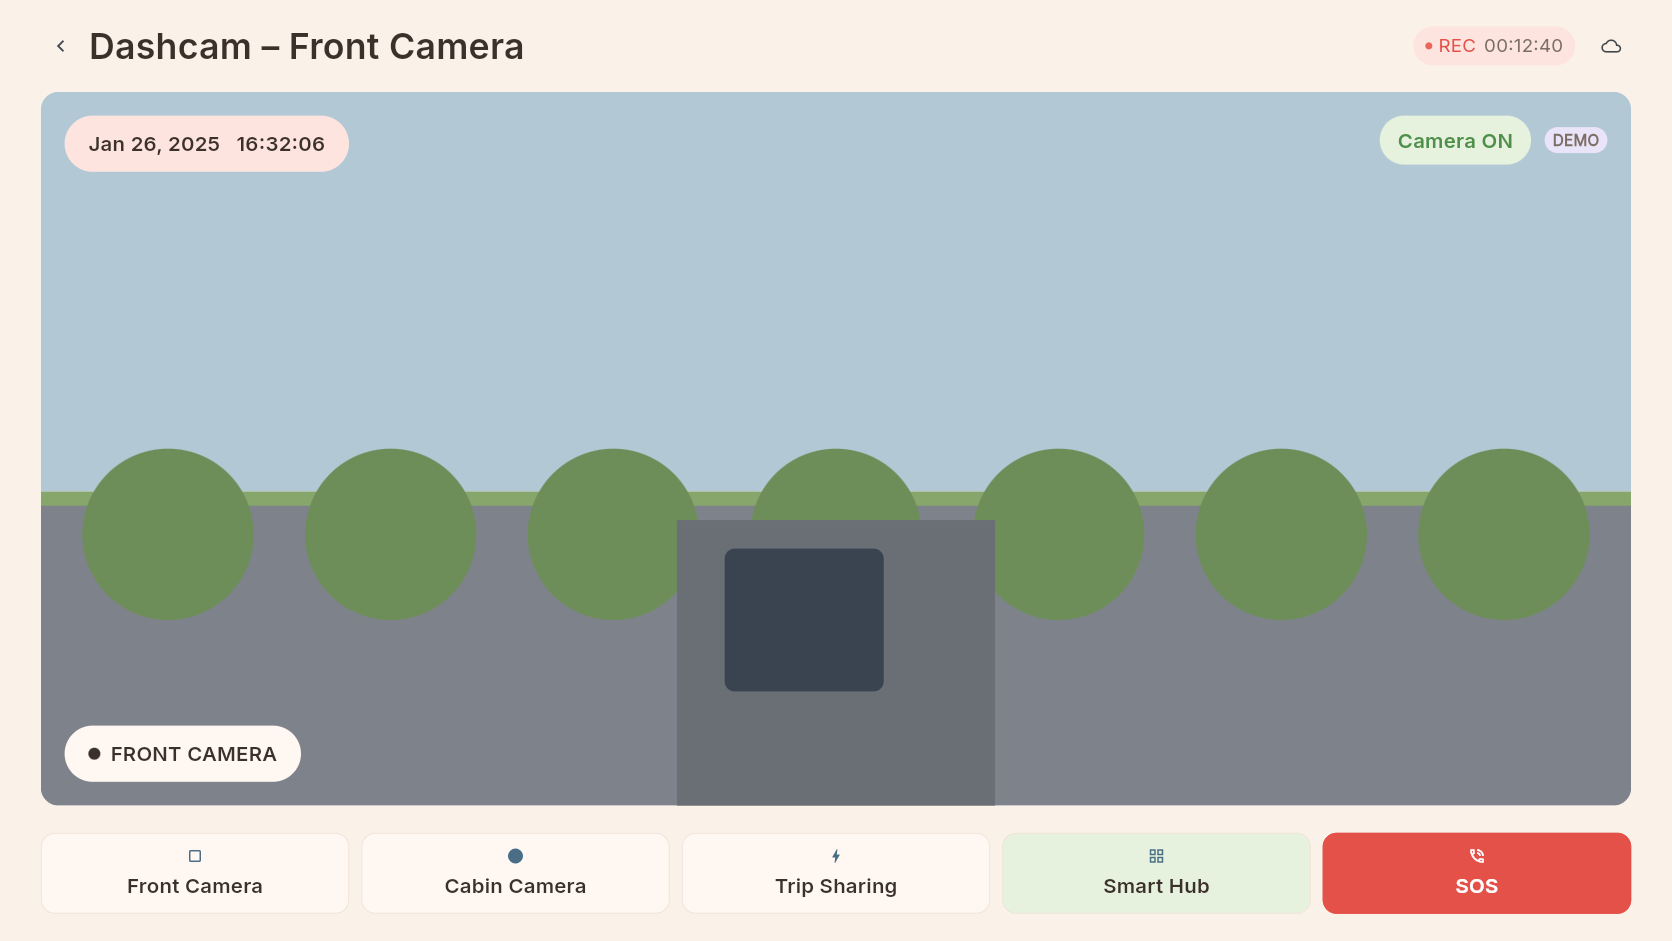 Dashcam – Front Camera
REC 00:12:40
Jan 26, 2025 16:32:06
Camera ON
DEMO
FRONT CAMERA
Front Camera
Cabin Camera
Trip Sharing
Smart Hub
SOS